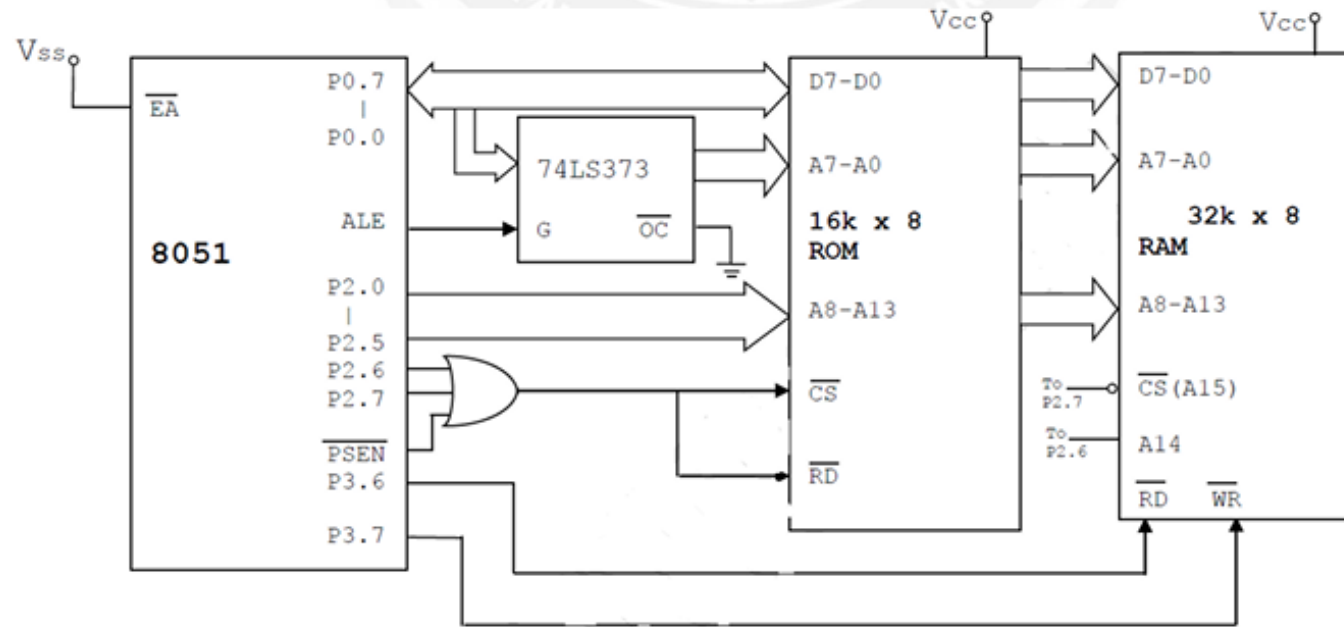 Vss
EA
8051
P0.7
|
P0.0
ALE
P2.0
|
P2.5
P2.6
P2.7
PSEN
P3.6
P3.7
74LS373
G
OC
Vcc
D7-D0
A7-A0
16k x 8
ROM
A8-A13
CS
RD
Vcc
D7-D0
A7-A0
32k x 8
RAM
A8-A13
To
P2.7
CS(A15)
To
P2.6
A14
RD WR